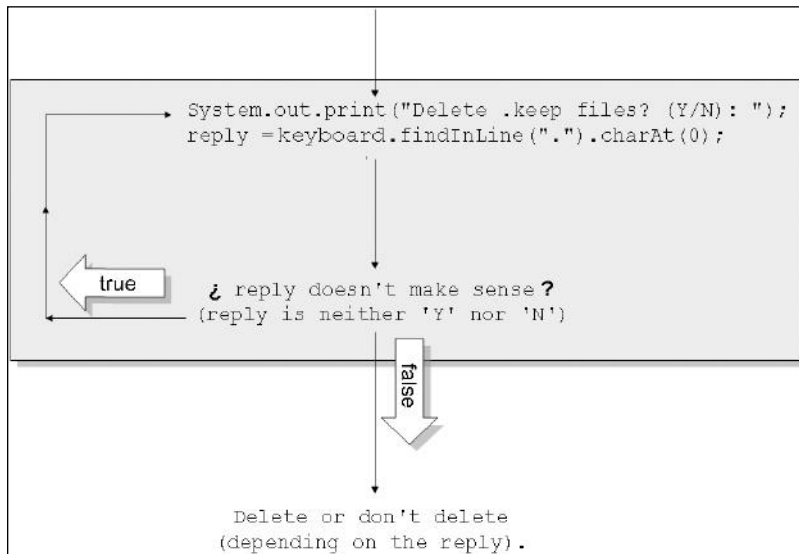 System.out.print("Delete .keep files? (Y/N): ");
reply =keyboard.findInLine(".").charAt(0);
true
¿ reply doesn't make sense?
(reply is neither 'Y' nor 'N')
false
Delete or don't delete
(depending on the reply).